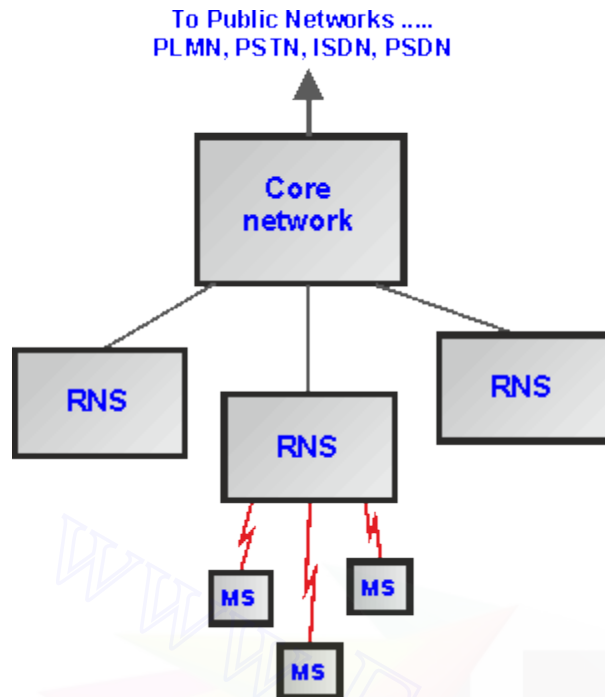 To Public Networks .....
PLMN, PSTN, ISDN, PSDN
Core
network
RNS
RNS
RNS
MS
MS
MS